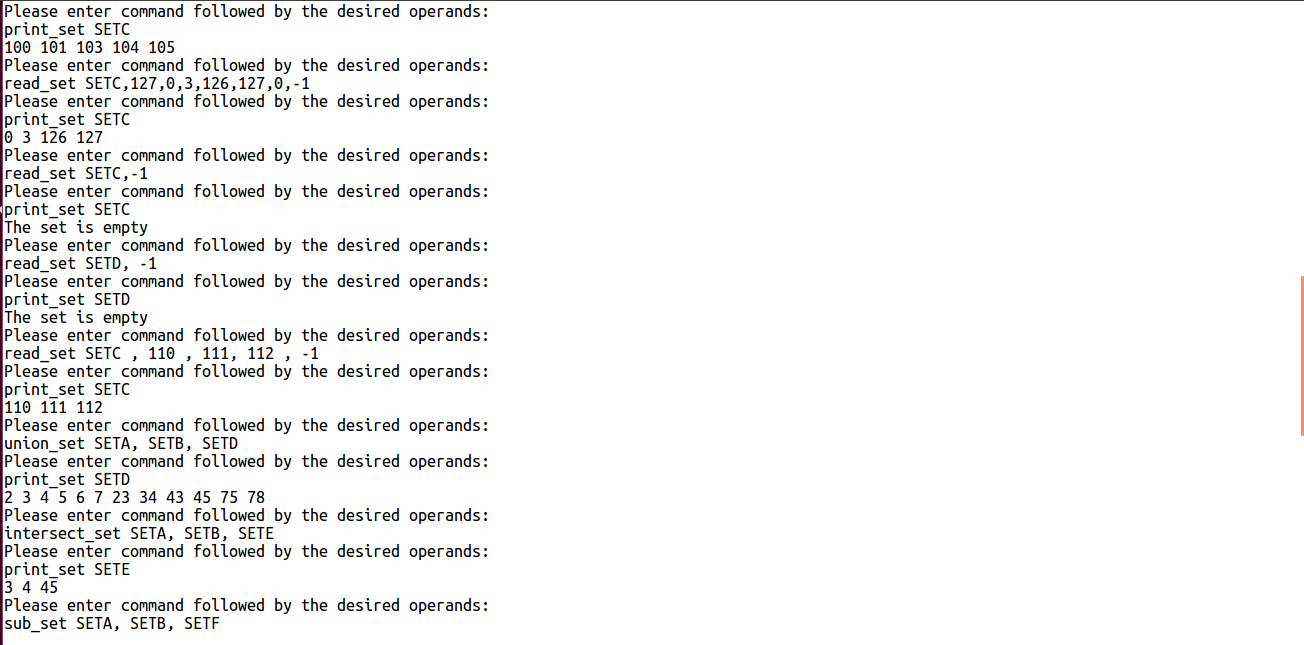 Please enter command followed by the desired operands:
print_set SETC
100 101 103 104 105
Please enter command followed by the desired operands:
read_set SETC,127,0,3,126,127,0,-1
Please enter command followed by the desired operands:
print_set SETC
0 3 126 127
Please enter command followed by the desired operands:
read_set SETC,-1
Please enter command followed by the desired operands:
print_set SETC
The set is empty
Please enter command followed by the desired operands:
read_set SETD, -1
Please enter command followed by the desired operands:
print_set SETD
The set is empty
Please enter command followed by the desired operands:
read_set SETC , 110 , 111, 112 , -1
Please enter command followed by the desired operands:
print_set SETC
110 111 112
Please enter command followed by the desired operands:
union_set SETA, SETB, SETD
Please enter command followed by the desired operands:
print_set SETD
2 3 4 5 6 7 23 34 43 45 75 78
Please enter command followed by the desired operands:
intersect_set SETA, SETB, SETE
Please enter command followed by the desired operands:
print_set SETE
3 4 45
Please enter command followed by the desired operands:
sub_set SETA, SETB, SETF